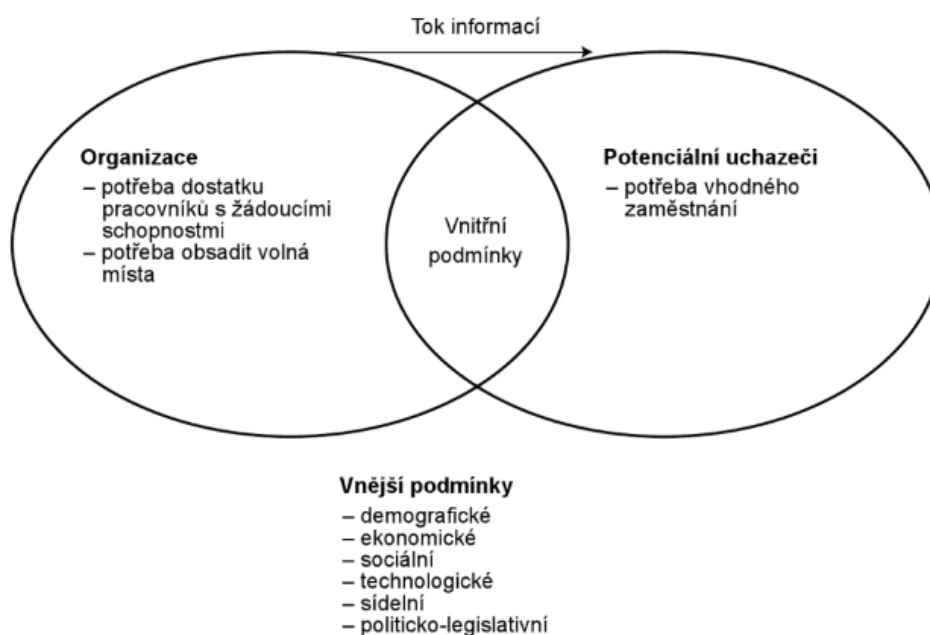 Tok informací
Organizace
– potřeba dostatku
pracovníků s žádoucími
schopnostmi
– potřeba obsadit volná
místa
Vnitřní
podmínky
Potenciální uchazeči
– potřeba vhodného
zaměstnání
Vnější podmínky
– demografické
– ekonomické
– sociální
– technologické
– sídelní
– politicko-legislativní